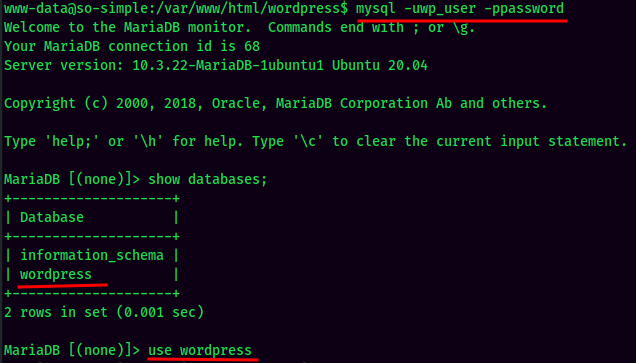 www-data@so-simple:/var/www/html/wordpress$ mysql -uwp_user -ppassword
Welcome to the MariaDB monitor.  Commands end with ; or \g.
Your MariaDB connection id is 68
Server version: 10.3.22-MariaDB-1ubuntu1 Ubuntu 20.04
Copyright (c) 2000, 2018, Oracle, MariaDB Corporation Ab and others.
Type 'help;' or '\h' for help. Type '\c' to clear the current input statement.
MariaDB [(none)]> show databases;
+--------------------+
| Database           |
+--------------------+
| information_schema |
| wordpress          |
+--------------------+
2 rows in set (0.001 sec)
MariaDB [(none)]> use wordpress